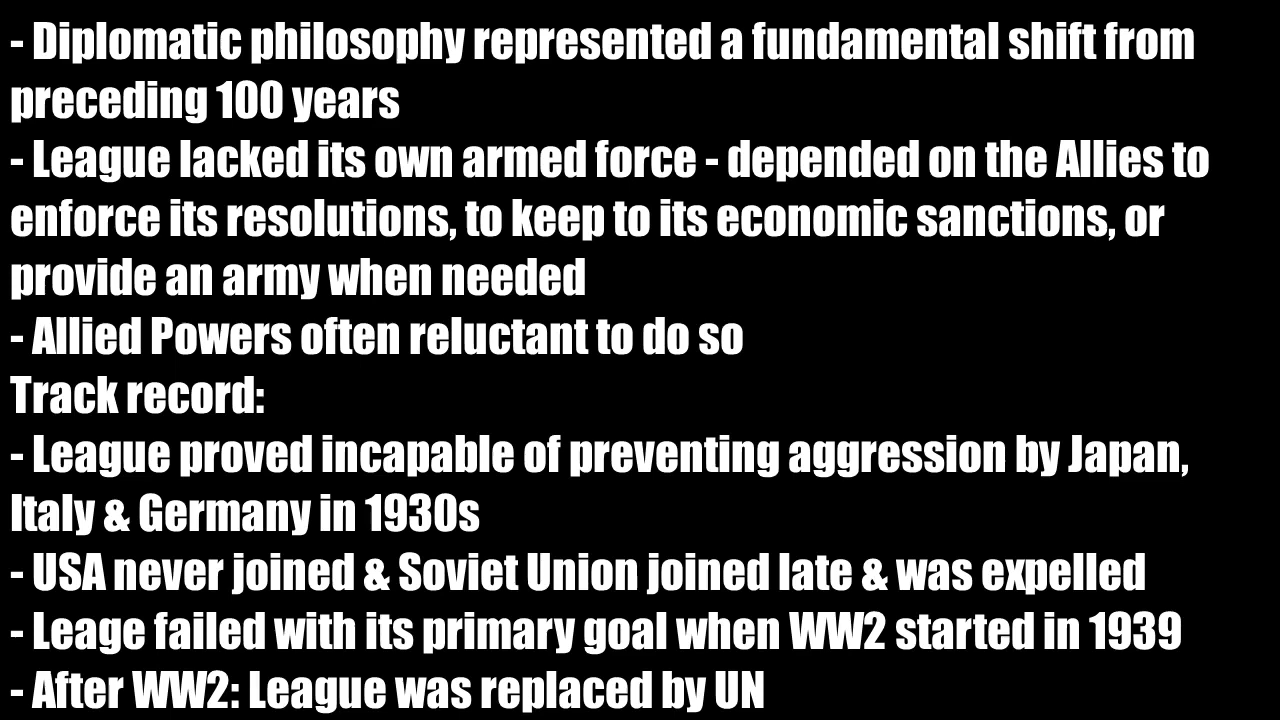 - Diplomatic philosophy represented a fundamental shift from
preceding 100 years
- League lacked its own armed force - depended on the Allies to
enforce its resolutions, to keep to its economic sanctions, or
provide an army when needed
- Allied Powers often reluctant to do so
Track record:
- League proved incapable of preventing aggression by Japan,
Italy & Germany in 1930s
- USA never joined & Soviet Union joined late & was expelled
- Leage failed with its primary goal when WW2 started in 1939
- After WW2: League was replaced by UN